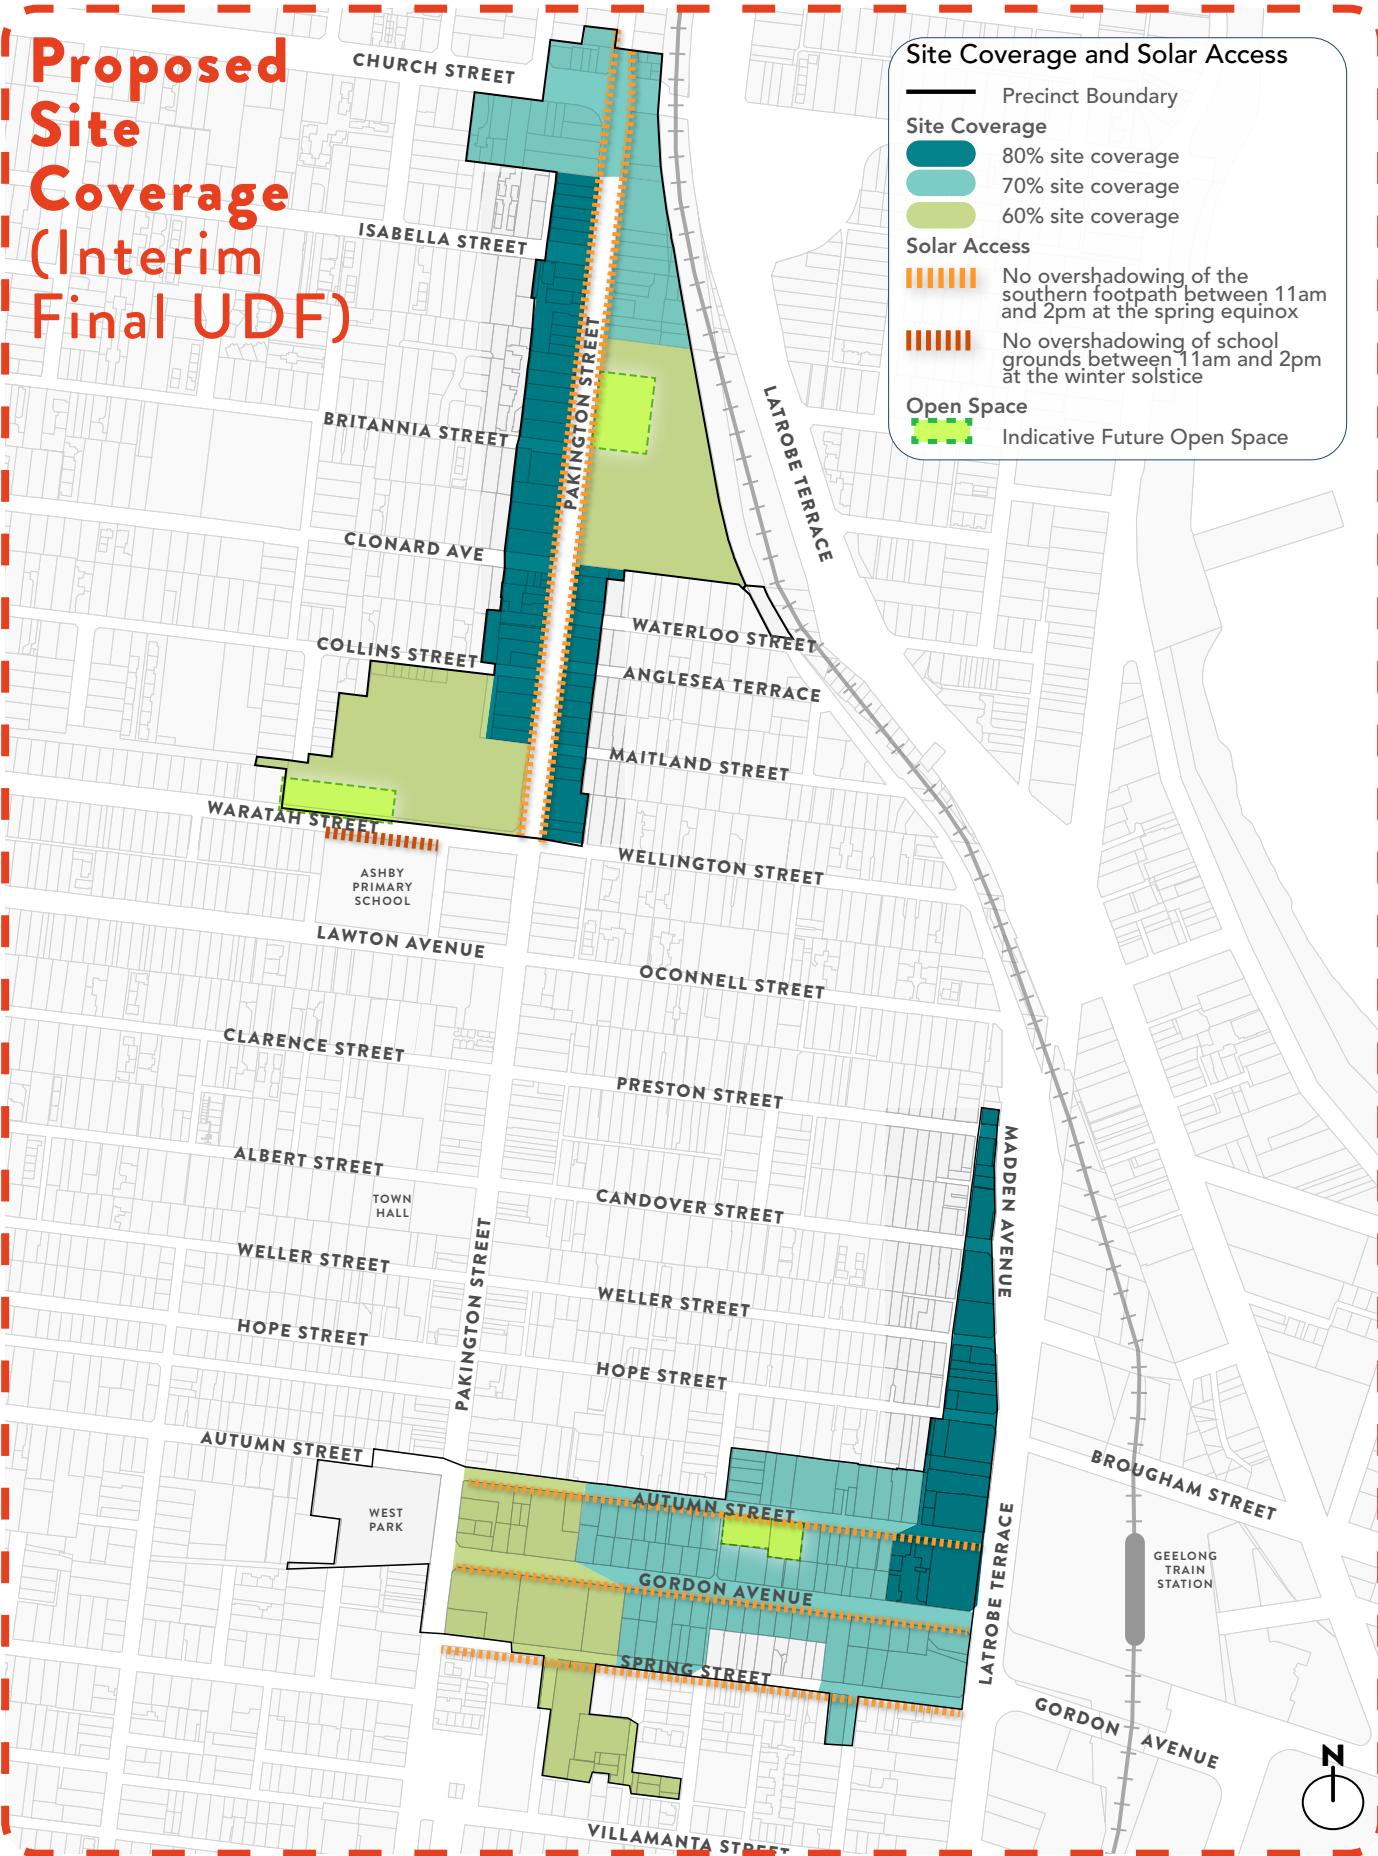 Proposed
Site
Coverage
(Interim
Final UDF)
Site Coverage and Solar Access
Precinct Boundary
Site Coverage
80% site coverage
70% site coverage
60% site coverage
Solar Access
No overshadowing of the
southern footpath between 11am
and 2pm at the spring equinox
No overshadowing of school
grounds between 11am and 2pm
at the winter solstice
Open Space
Indicative Future Open Space
CHURCH STREET
ISABELLA STREET
PAKINGTON STREET
BRITANNIA STREET
LATROBE TERRACE
CLONARD AVE
COLLINS STREET
WATERLOO STREET
ANGLESEA TERRACE
MAITLAND STREET
WARATAH STREET
WELLINGTON STREET
ASHBY
PRIMARY
SCHOOL
LAWTON AVENUE
OCONNELL STREET
CLARENCE STREET
PRESTON STREET
MADDEN AVENUE
ALBERT STREET
TOWN
HALL
CANDOVER STREET
WELLER STREET
PAKINGTON STREET
WELLER STREET
HOPE STREET
HOPE STREET
AUTUMN STREET
BROUGHAM STREET
WEST
PARK
AUTUMN STREET
GEELONG
TRAIN
STATION
GORDON AVENUE
LATROBE TERRACE
SPRING STREET
GORDON AVENUE
N
VILLAMANTA STREET